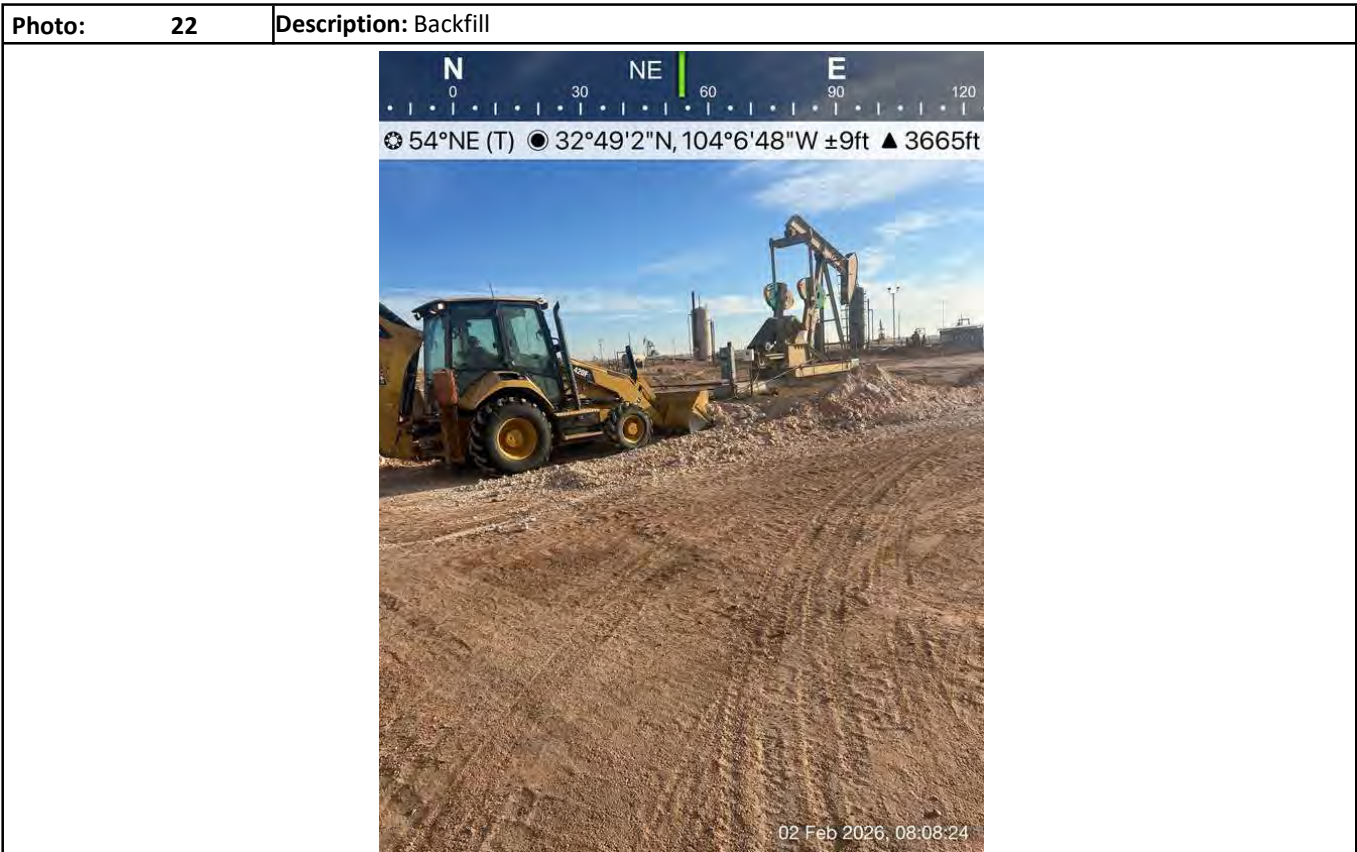 Photo: 22 Description: Backfill
N NE E
0 30 60 90 120
54°NE (T) 32°49'2"N, 104°6'48"W ±9ft ▲ 3665ft
420F
02 Feb 2026, 08:08:24